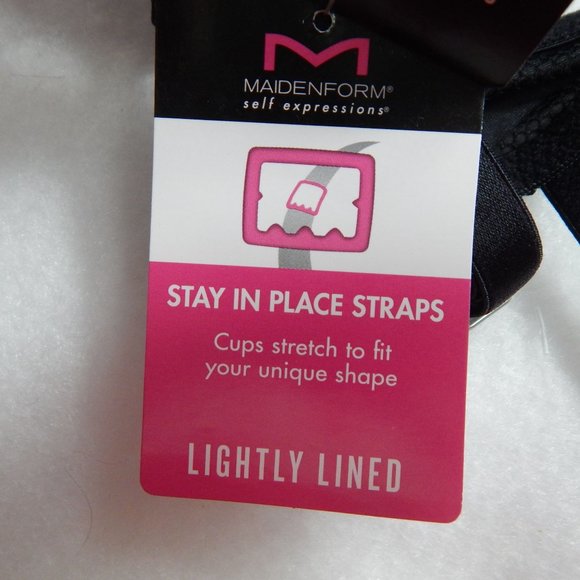 M
MAIDENFORM®
self expressions®
STAY IN PLACE STRAPS
Cups stretch to fit
your unique shape
LIGHTLY LINED